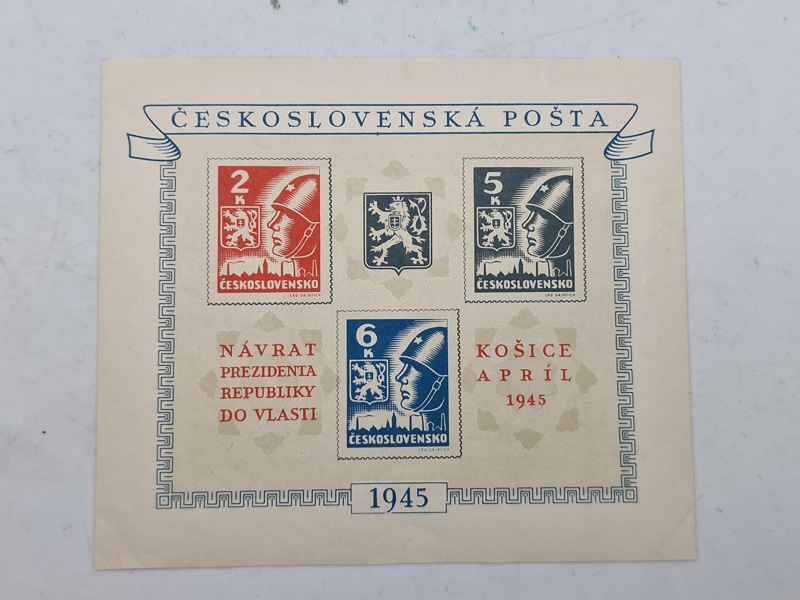 ČESKOSLOVENSKÁ POŠTA
2
K
ČESKOSLOVENSKO
5
K
ČESKOSLOVENSKO
NÁVRAT
PREZIDENTA
REPUBLIKY
DO VLASTI
6
K
ČESKOSLOVENSKO
KOŠICE
APRÍL
1945
1945